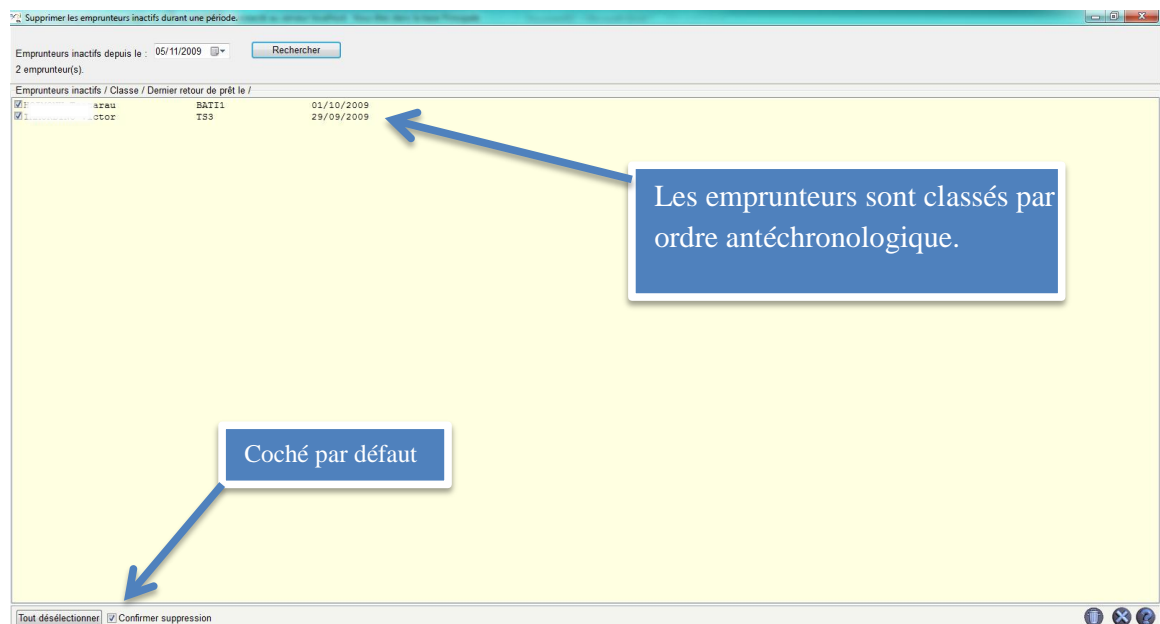 Supprimer les emprunteurs inactifs durant une période.
Emprunteurs inactifs depuis le : 05/11/2009 Rechercher
2 emprunteur(s).
Emprunteurs inactifs / Classe / Dernier retour de prêt le /
arau BATI1 01/10/2009
ctor TS3 29/09/2009
Les emprunteurs sont classés par
ordre antéchronologique.
Coché par défaut
Tout désélectionner Confirmer suppression